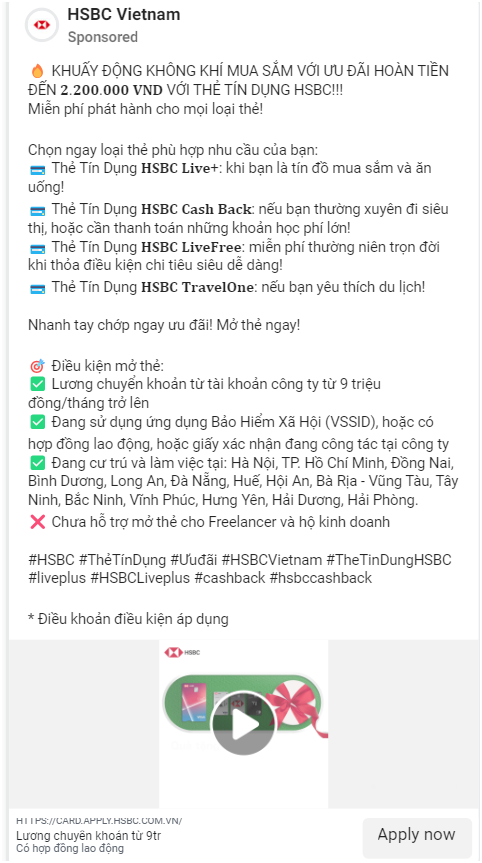 HSBC Vietnam
Sponsored
🔥 KHUẤY ĐỘNG KHÔNG KHÍ MUA SẮM VỚI ƯU ĐÃI HOÀN TIỀN
ĐẾN 𝟐.𝟐𝟎𝟎.𝟎𝟎𝟎 𝐕𝐍𝐃 VỚI THẺ TÍN DỤNG HSBC!!!
Miễn phí phát hành cho mọi loại thẻ!
Chọn ngay loại thẻ phù hợp nhu cầu của bạn:
💳 Thẻ Tín Dụng 𝐇𝐒𝐁𝐂 𝐋𝐢𝐯𝐞+: khi bạn là tín đồ mua sắm và ăn
uống!
💳 Thẻ Tín Dụng 𝐇𝐒𝐁𝐂 𝐂𝐚𝐬𝐡 𝐁𝐚𝐜𝐤: nếu bạn thường xuyên đi siêu
thị, hoặc cần thanh toán những khoản học phí lớn!
💳 Thẻ Tín Dụng 𝐇𝐒𝐁𝐂 𝐋𝐢𝐯𝐞𝐅𝐫𝐞𝐞: miễn phí thường niên trọn đời
khi thỏa điều kiện chi tiêu siêu dễ dàng!
💳 Thẻ Tín Dụng 𝐇𝐒𝐁𝐂 𝐓𝐫𝐚𝐯𝐞𝐥𝐎𝐧𝐞: nếu bạn yêu thích du lịch!
Nhanh tay chớp ngay ưu đãi! Mở thẻ ngay!
🎯 Điều kiện mở thẻ:
✅ Lương chuyển khoản từ tài khoản công ty từ 9 triệu
đồng/tháng trở lên
✅ Đang sử dụng ứng dụng Bảo Hiểm Xã Hội (VSSID), hoặc có
hợp đồng lao động, hoặc giấy xác nhận đang công tác tại công ty
✅ Đang cư trú và làm việc tại: Hà Nội, TP. Hồ Chí Minh, Đồng Nai,
Bình Dương, Long An, Đà Nẵng, Huế, Hội An, Bà Rịa - Vũng Tàu, Tây
Ninh, Bắc Ninh, Vĩnh Phúc, Hưng Yên, Hải Dương, Hải Phòng.
❌ Chưa hỗ trợ mở thẻ cho Freelancer và hộ kinh doanh
#HSBC #ThẻTínDụng #Ưuđãi #HSBCVietnam #TheTinDungHSBC
#liveplus #HSBCLiveplus #cashback #hsbccashback
* Điều khoản điều kiện áp dụng
HSBC
HTTPS://CARD.APPLY.HSBC.COM.VN/
Lương chuyển khoản từ 9tr
Có hợp đồng lao động
Apply now